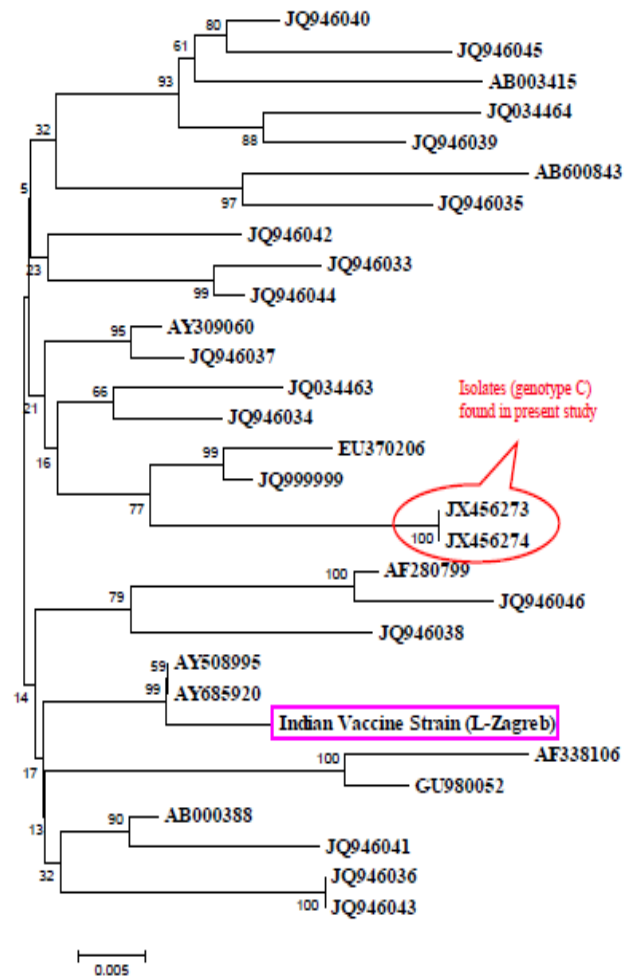 JQ946040
80
JQ946045
61
AB003415
93
JQ034464
88
JQ946039
32
AB600843
97
JQ946035
5
JQ946042
23
JQ946033
99
JQ946044
95
AY309060
JQ946037
21
JQ034463
66
JQ946034
Isolates (genotype C)
found in present study
16
EU370206
99
JQ999999
77
JX456273
100
JX456274
AF280799
100
JQ946046
79
JQ946038
14
AY508995
59
AY685920
99
Indian Vaccine Strain (L-Zagreb)
AF338106
100
GU980052
17
AB000388
90
JQ946041
13
JQ946036
32
100
JQ946043
0.005